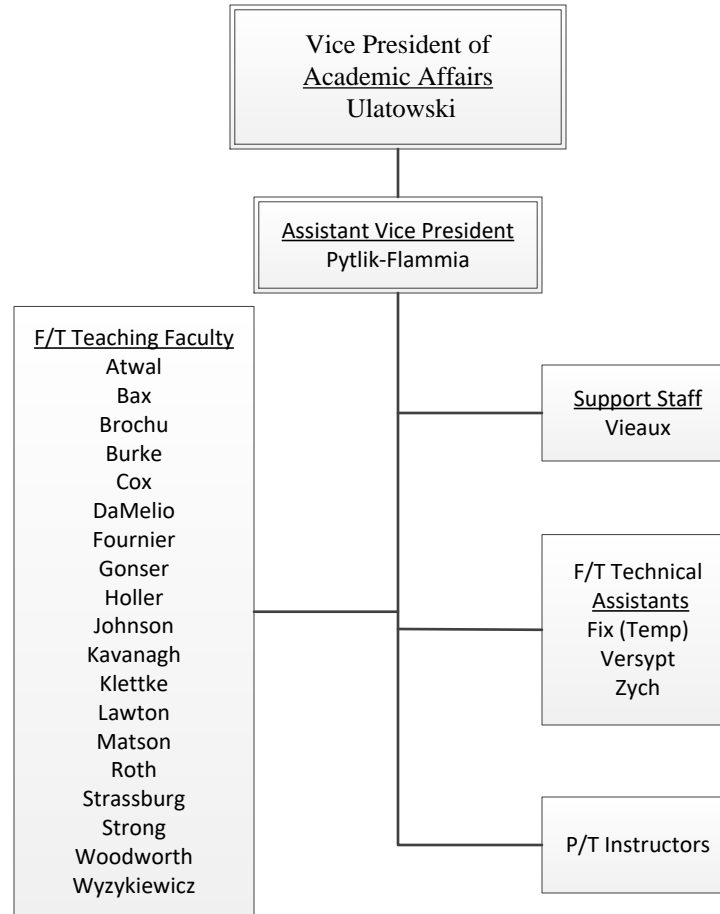 Vice President of
Academic Affairs
Ulatowski
Assistant Vice President
Pytlik-Flammia
F/T Teaching Faculty
Atwal
Bax
Brochu
Burke
Cox
DaMelio
Fournier
Gonser
Holler
Johnson
Kavanagh
Klettke
Lawton
Matson
Roth
Strassburg
Strong
Woodworth
Wyzykiewicz
Support Staff
Vieaux
F/T Technical
Assistants
Fix (Temp)
Versypt
Zych
P/T Instructors